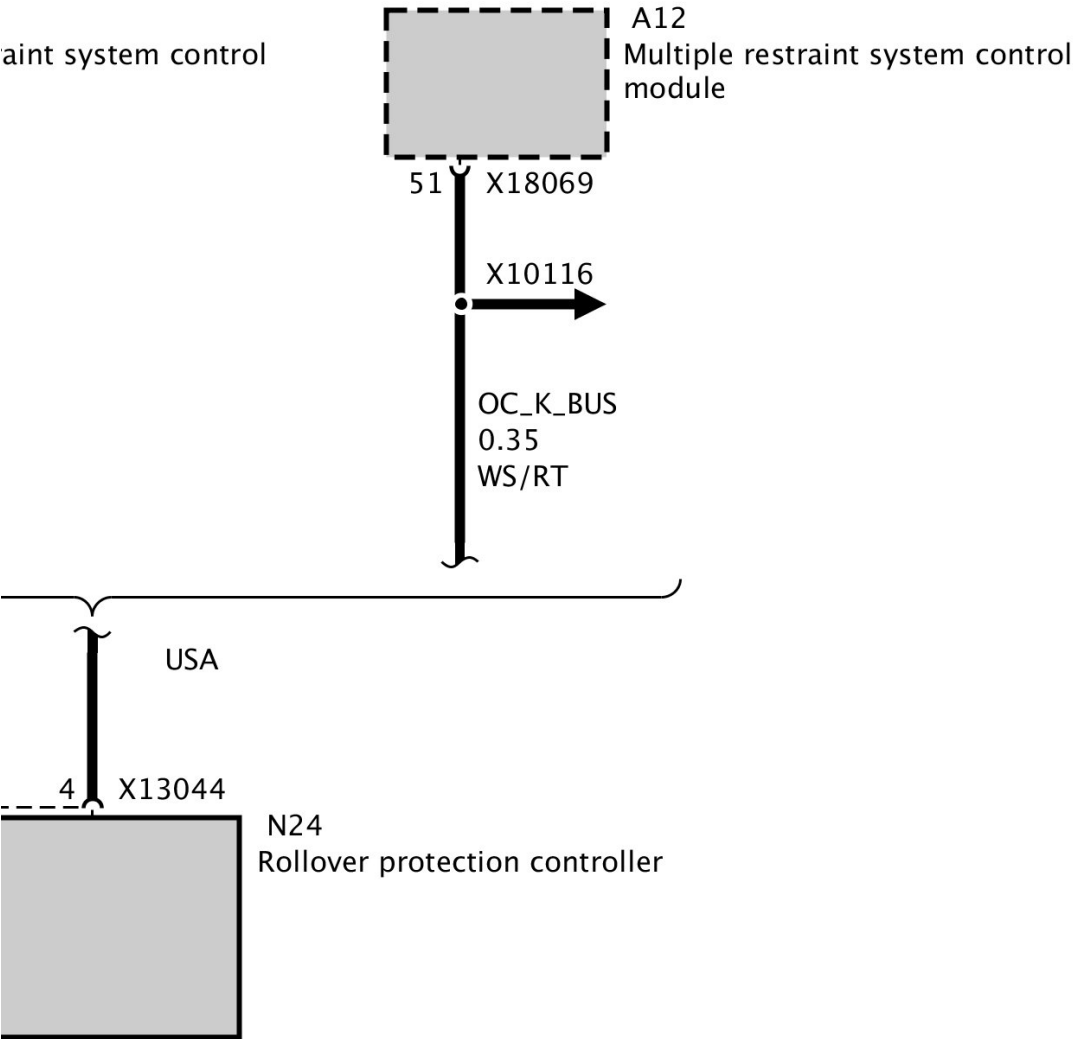 A12
aint system control
Multiple restraint system control
module
51
X18069
X10116
OC_K_BUS
0.35
WS/RT
USA
4
X13044
N24
Rollover protection controller